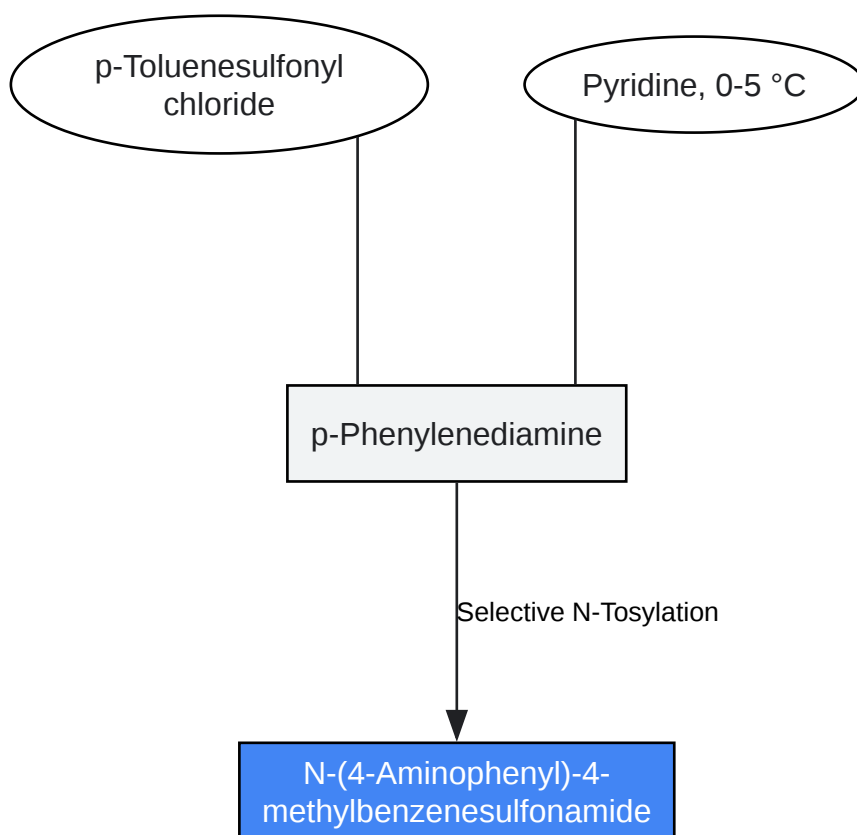 p-Toluenesulfonyl
chloride
Pyridine, 0-5 °C
p-Phenylenediamine
Selective N-Tosylation
N-(4-Aminophenyl)-4-
methylbenzenesulfonamide